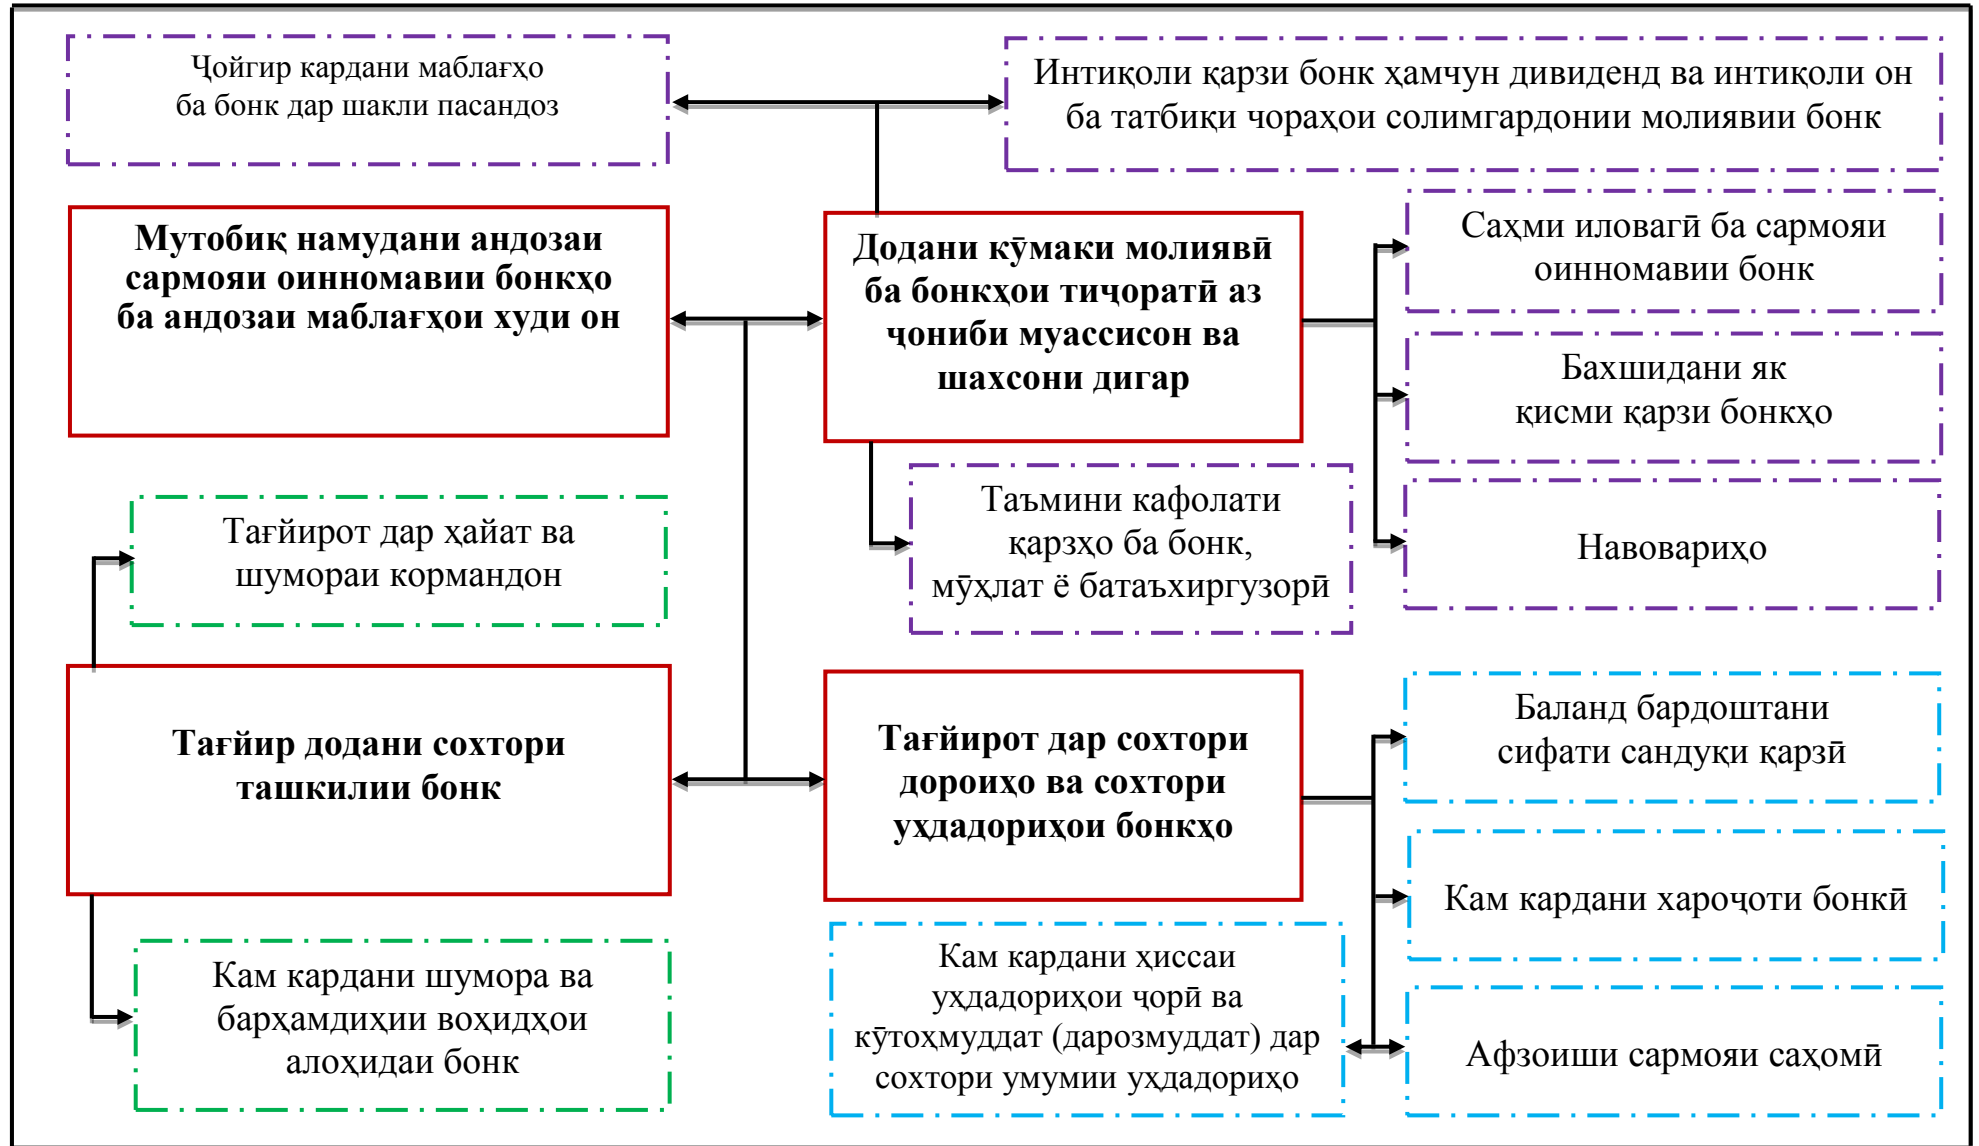 Ҷойгир кардани маблағҳо
ба бонк дар шакли пасандоз
Интиқоли қарзи бонк ҳамчун дивиденд ва интиқоли он
ба татбиқи чораҳои солимгардонии молиявии бонк
Мутобиқ намудани андозаи
сармояи оинномавии бонкҳо
ба андозаи маблағҳои худи он
Додани кӯмаки молиявӣ
ба бонкҳои тиҷоратӣ аз
ҷониби муассисон ва
шахсони дигар
Саҳми иловагӣ ба сармояи
оинномавии бонк
Бахшидани як
қисми қарзи бонкҳо
Навовариҳо
Таъмини кафолати
қарзҳо ба бонк,
мӯҳлат ё батаъхиргузорӣ
Тағйирот дар ҳайат ва
шумораи кормандон
Тағйир додани сохтори
ташкилии бонк
Кам кардани шумора ва
барҳамдиҳии воҳидҳои
алоҳидаи бонк
Тағйирот дар сохтори
дороиҳо ва сохтори
уҳдадориҳои бонкҳо
Баланд бардоштани
сифати сандуқи қарзӣ
Кам кардани хароҷоти бонкӣ
Афзоиши сармояи саҳомӣ
Кам кардани ҳиссаи
уҳдадориҳои ҷорӣ ва
кӯтоҳмуддат (дарозмуддат) дар
сохтори умумии уҳдадориҳо